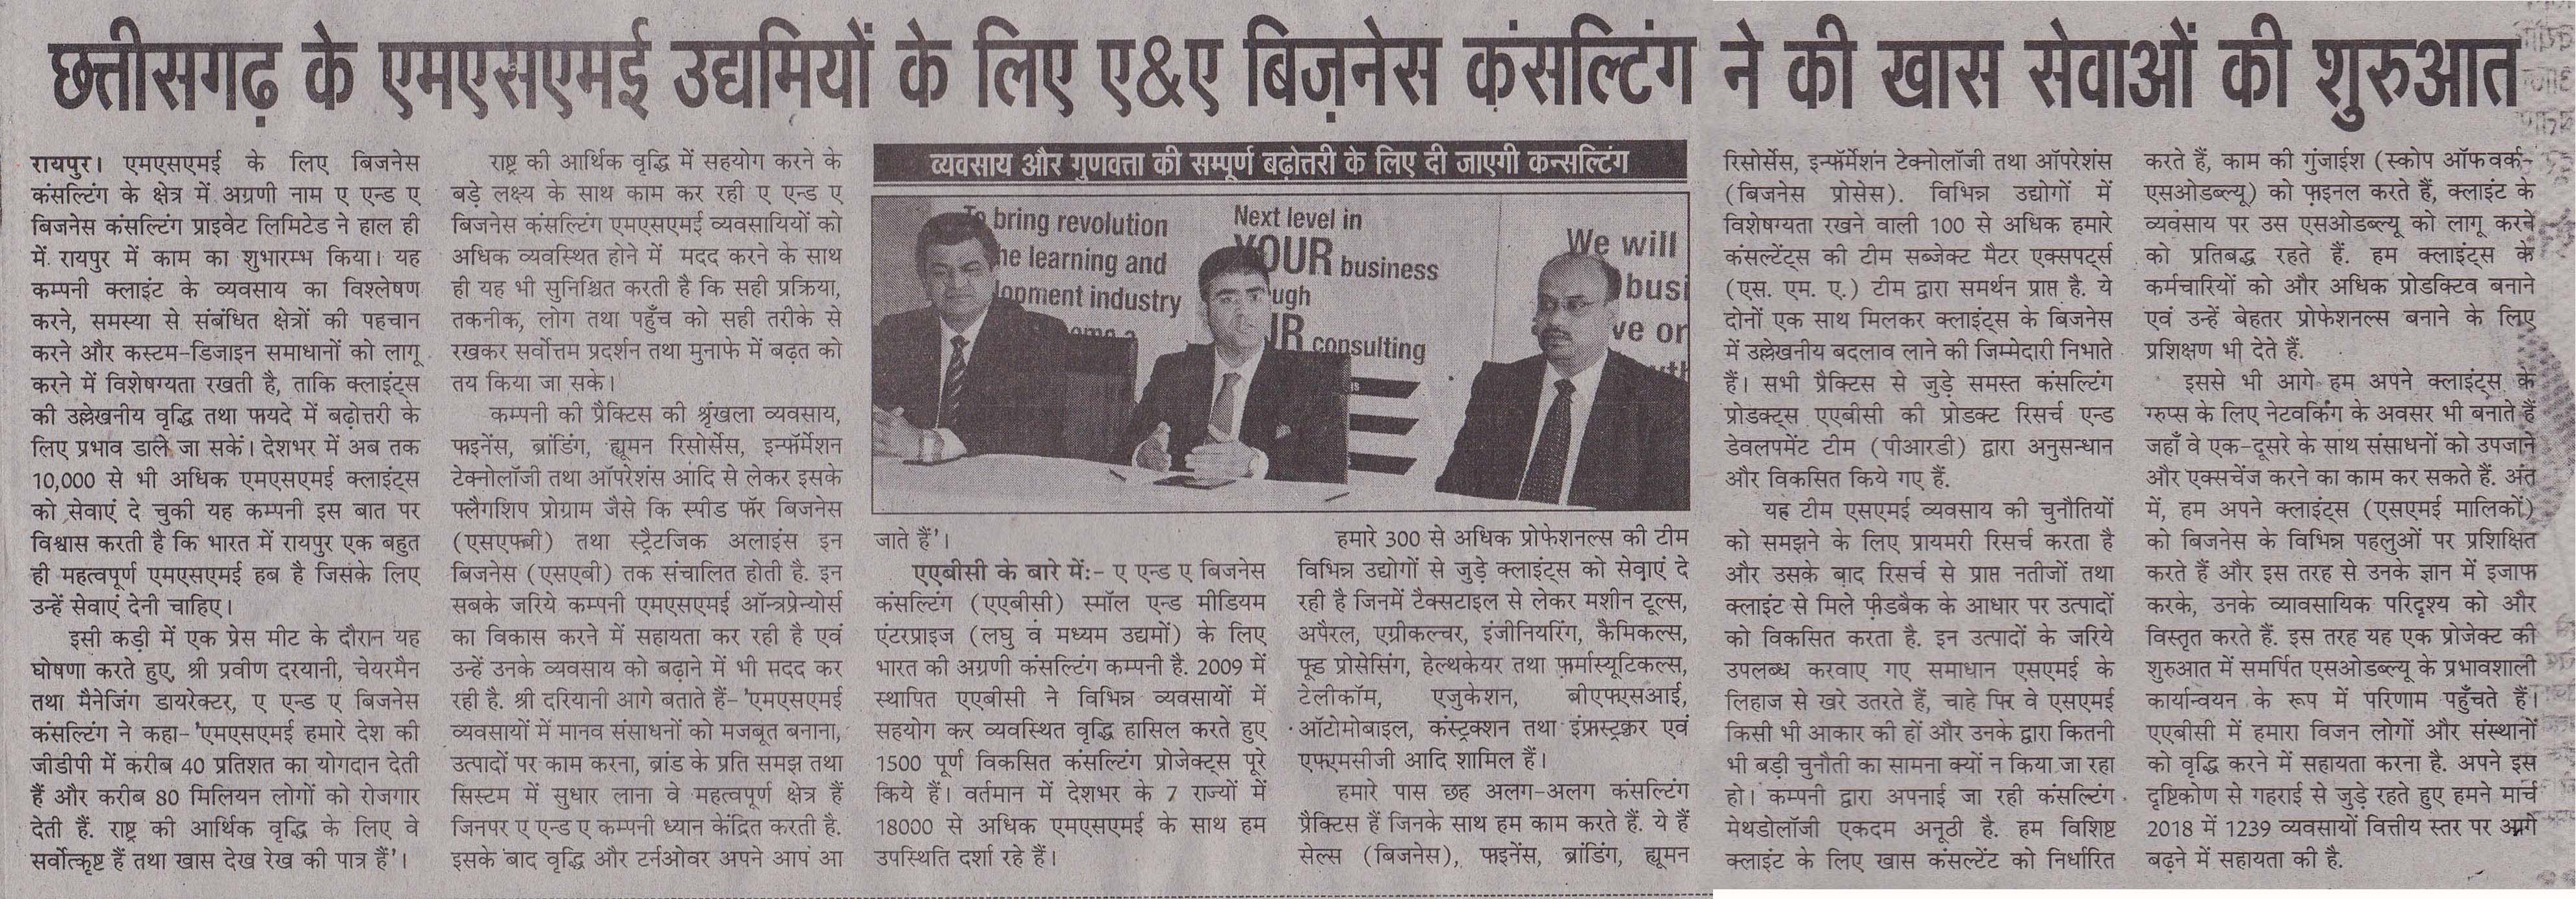 छत्तीसगढ़ के एमएसएमई उद्यमियों के लिए ए&ए बिज़नेस कंसल्टिंग ने की खास सेवाओं की शुरुआत
रायपुर। एमएसएमई के लिए बिजनेस
कंसल्टिंग के क्षेत्र में अग्रणी नाम ए एन्ड ए
बिजनेस कंसल्टिंग प्राइवेट लिमिटेड ने हाल ही
में रायपुर में काम का शुभारम्भ किया। यह
कम्पनी क्लाइंट के व्यवसाय का विश्लेषण
करने, समस्या से संबंधित क्षेत्रों की पहचान
करने और कस्टम-डिजाइन समाधानों को लागू
करने में विशेषग्यता रखती है, ताकि क्लाइंट्स
की उल्लेखनीय वृद्धि तथा फायदे में बढ़ोत्तरी के
लिए प्रभाव डाले जा सकें। देशभर में अब तक
10,000 से भी अधिक एमएसएमई क्लाइंट्स
को सेवाएं दे चुकी यह कम्पनी इस बात पर
विश्वास करती है कि भारत में रायपुर एक बहुत
ही महत्वपूर्ण एमएसएमई हब है जिसके लिए
उन्हें सेवाएं देनी चाहिए।
इसी कड़ी में एक प्रेस मीट के दौरान यह
घोषणा करते हुए, श्री प्रवीण दरयानी, चेयरमैन
तथा मैनेजिंग डायरेक्टर, ए एन्ड ए बिजनेस
कंसल्टिंग ने कहा- 'एमएसएमई हमारे देश की
जीडीपी में करीब 40 प्रतिशत का योगदान देती
हैं और करीब 80 मिलियन लोगों को रोजगार
देती हैं. राष्ट्र की आर्थिक वृद्धि के लिए वे
सर्वोत्कृष्ट हैं तथा खास देख रेख की पात्र हैं'।
राष्ट्र की आर्थिक वृद्धि में सहयोग करने के
बड़े लक्ष्य के साथ काम कर रही ए एन्ड ए
बिजनेस कंसल्टिंग एमएसएमई व्यवसायियों को
अधिक व्यवस्थित होने में मदद करने के साथ
ही यह भी सुनिश्चित करती है कि सही प्रक्रिया,
तकनीक, लोग तथा पहुँच को सही तरीके से
रखकर सर्वोत्तम प्रदर्शन तथा मुनाफे में बढ़त को
तय किया जा सके।
कम्पनी की प्रैक्टिस की श्रृंखला व्यवसाय,
फाइनेंस, ब्रांडिंग, ह्यूमन रिसोर्सेस, इन्फॉर्मेशन
टेक्नोलॉजी तथा ऑपरेशंस आदि से लेकर इसके
फ्लैगशिप प्रोग्राम जैसे कि स्पीड फॉर बिजनेस
(एसएफबी) तथा स्ट्रैटजिक अलाइंस इन
बिजनेस (एसएबी) तक संचालित होती है. इन
सबके जरिये कम्पनी एमएसएमई ऑन्त्रप्रेन्योर्स
का विकास करने में सहायता कर रही है एवं
उन्हें उनके व्यवसाय को बढ़ाने में भी मदद कर
रही है. श्री दरियानी आगे बताते हैं- 'एमएसएमई
व्यवसायों में मानव संसाधनों को मजबूत बनाना,
उत्पादों पर काम करना, ब्रांड के प्रति समझ तथा
सिस्टम में सुधार लाना वे महत्वपूर्ण क्षेत्र हैं
जिनपर ए एन्ड ए कम्पनी ध्यान केंद्रित करती है.
इसके बाद वृद्धि और टर्नओवर अपने आप आ
व्यवसाय और गुणवत्ता की सम्पूर्ण बढ़ोत्तरी के लिए दी जाएगी कन्सल्टिंग
To bring revolution
he learning and
lopment industry
Next level in
YOUR business
ugh
UR consulting
We will
busi
ve or
जाते हैं'।
एएबीसी के बारे में:- ए एन्ड ए बिजनेस
कंसल्टिंग (एएबीसी) स्मॉल एन्ड मीडियम
एंटरप्राइज (लघु व मध्यम उद्यमों) के लिए
भारत की अग्रणी कंसल्टिंग कम्पनी है. 2009 में
स्थापित एएबीसी ने विभिन्न व्यवसायों में
सहयोग कर व्यवस्थित वृद्धि हासिल करते हुए
1500 पूर्ण विकसित कंसल्टिंग प्रोजेक्ट्स पूरे
किये हैं। वर्तमान में देशभर के 7 राज्यों में
18000 से अधिक एमएसएमई के साथ हम
उपस्थिति दर्शा रहे हैं।
हमारे 300 से अधिक प्रोफेशनल्स की टीम
विभिन्न उद्योगों से जुड़े क्लाइंट्स को सेवाएं दे
रही है जिनमें टैक्सटाइल से लेकर मशीन टूल्स,
अपैरल, एग्रीकल्चर, इंजीनियरिंग, कैमिकल्स,
फूड प्रोसेसिंग, हेल्थकेयर तथा फ़र्मास्यूटिकल्स,
टेलीकॉम, एजुकेशन, बीएफएसआई,
ऑटोमोबाइल, कंस्ट्रक्शन तथा इंफ्रास्ट्रक्चर एवं
एफएमसीजी आदि शामिल हैं।
हमारे पास छह अलग-अलग कंसल्टिंग
प्रैक्टिस हैं जिनके साथ हम काम करते हैं. ये हैं
सेल्स (बिजनेस), फाइनेंस, ब्रांडिंग, ह्यूमन
रिसोर्सेस, इन्फॉर्मेशन टेक्नोलॉजी तथा ऑपरेशंस
(बिजनेस प्रोसेस). विभिन्न उद्योगों में
विशेषग्यता रखने वाली 100 से अधिक हमारे
कंसल्टेंट्स की टीम सब्जेक्ट मैटर एक्सपर्ट्स
(एस. एम. ए.) टीम द्वारा समर्थन प्राप्त है. ये
दोनों एक साथ मिलकर क्लाइंट्स के बिजनेस
में उल्लेखनीय बदलाव लाने की जिम्मेदारी निभाते
हैं। सभी प्रैक्टिस से जुड़े समस्त कंसल्टिंग
प्रोडक्ट्स एएबीसी की प्रोडक्ट रिसर्च एन्ड
डेवलपमेंट टीम (पीआरडी) द्वारा अनुसन्धान
और विकसित किये गए हैं.
यह टीम एसएमई व्यवसाय की चुनौतियों
को समझने के लिए प्रायमरी रिसर्च करता है
और उसके बाद रिसर्च से प्राप्त नतीजों तथा
क्लाइंट से मिले फ़ीडबैक के आधार पर उत्पादों
को विकसित करता है. इन उत्पादों के जरिये
उपलब्ध करवाए गए समाधान एसएमई के
लिहाज से खरे उतरते हैं, चाहे फिर वे एसएमई
किसी भी आकार की हों और उनके द्वारा कितनी
भी बड़ी चुनौती का सामना क्यों न किया जा रहा
हो। कम्पनी द्वारा अपनाई जा रही कंसल्टिंग
मेथडोलॉजी एकदम अनूठी है. हम विशिष्ट
क्लाइंट के लिए खास कंसल्टेंट को निर्धारित
करते हैं, काम की गुंजाईश (स्कोप ऑफ वर्क-
एसओडब्ल्यू) को फ़ाइनल करते हैं, क्लाइंट के
व्यवसाय पर उस एसओडब्ल्यू को लागू करने
को प्रतिबद्ध रहते हैं. हम क्लाइंट्स के
कर्मचारियों को और अधिक प्रोडक्टिव बनाने
एवं उन्हें बेहतर प्रोफेशनल्स बनाने के लिए
प्रशिक्षण भी देते हैं.
इससे भी आगे हम अपने क्लाइंट्स के
ग्रुप्स के लिए नेटवर्किंग के अवसर भी बनाते हैं
जहाँ वे एक-दूसरे के साथ संसाधनों को उपजाने
और एक्सचेंज करने का काम कर सकते हैं. अंत
में, हम अपने क्लाइंट्स (एसएमई मालिकों)
को बिजनेस के विभिन्न पहलुओं पर प्रशिक्षित
करते हैं और इस तरह से उनके ज्ञान में इजाफा
करके, उनके व्यावसायिक परिदृश्य को और
विस्तृत करते हैं. इस तरह यह एक प्रोजेक्ट की
शुरुआत में समर्पित एसओडब्ल्यू के प्रभावशाली
कार्यान्वयन के रूप में परिणाम पहुँचते हैं।
एएबीसी में हमारा विजन लोगों और संस्थानों
को वृद्धि करने में सहायता करना है. अपने इस
दृष्टिकोण से गहराई से जुड़े रहते हुए हमने मार्च
2018 में 1239 व्यवसायों वित्तीय स्तर पर आगे
बढ़ने में सहायता की है.